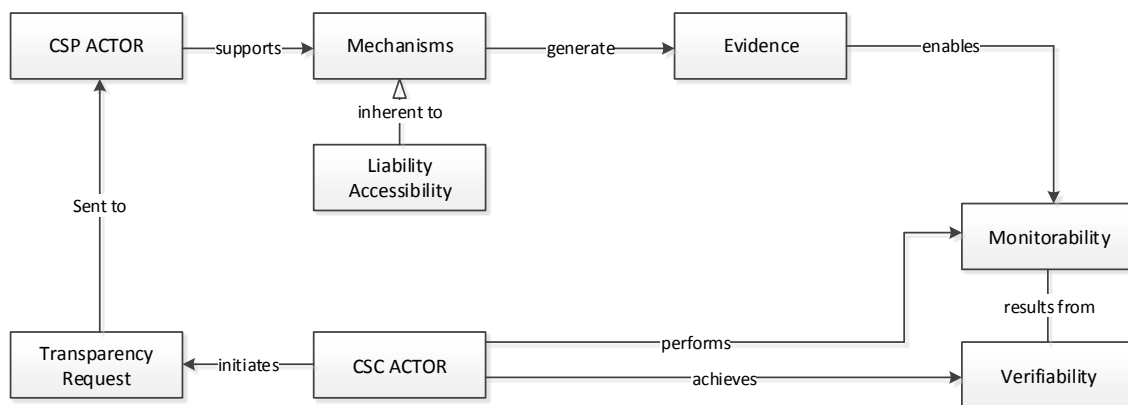 CSP ACTOR
supports
Mechanisms
generate
Evidence
enables
inherent to
Liability
Accessibility
Sent to
Monitorability
results from
Transparency
Request
initiates
CSC ACTOR
performs
achieves
Verifiability